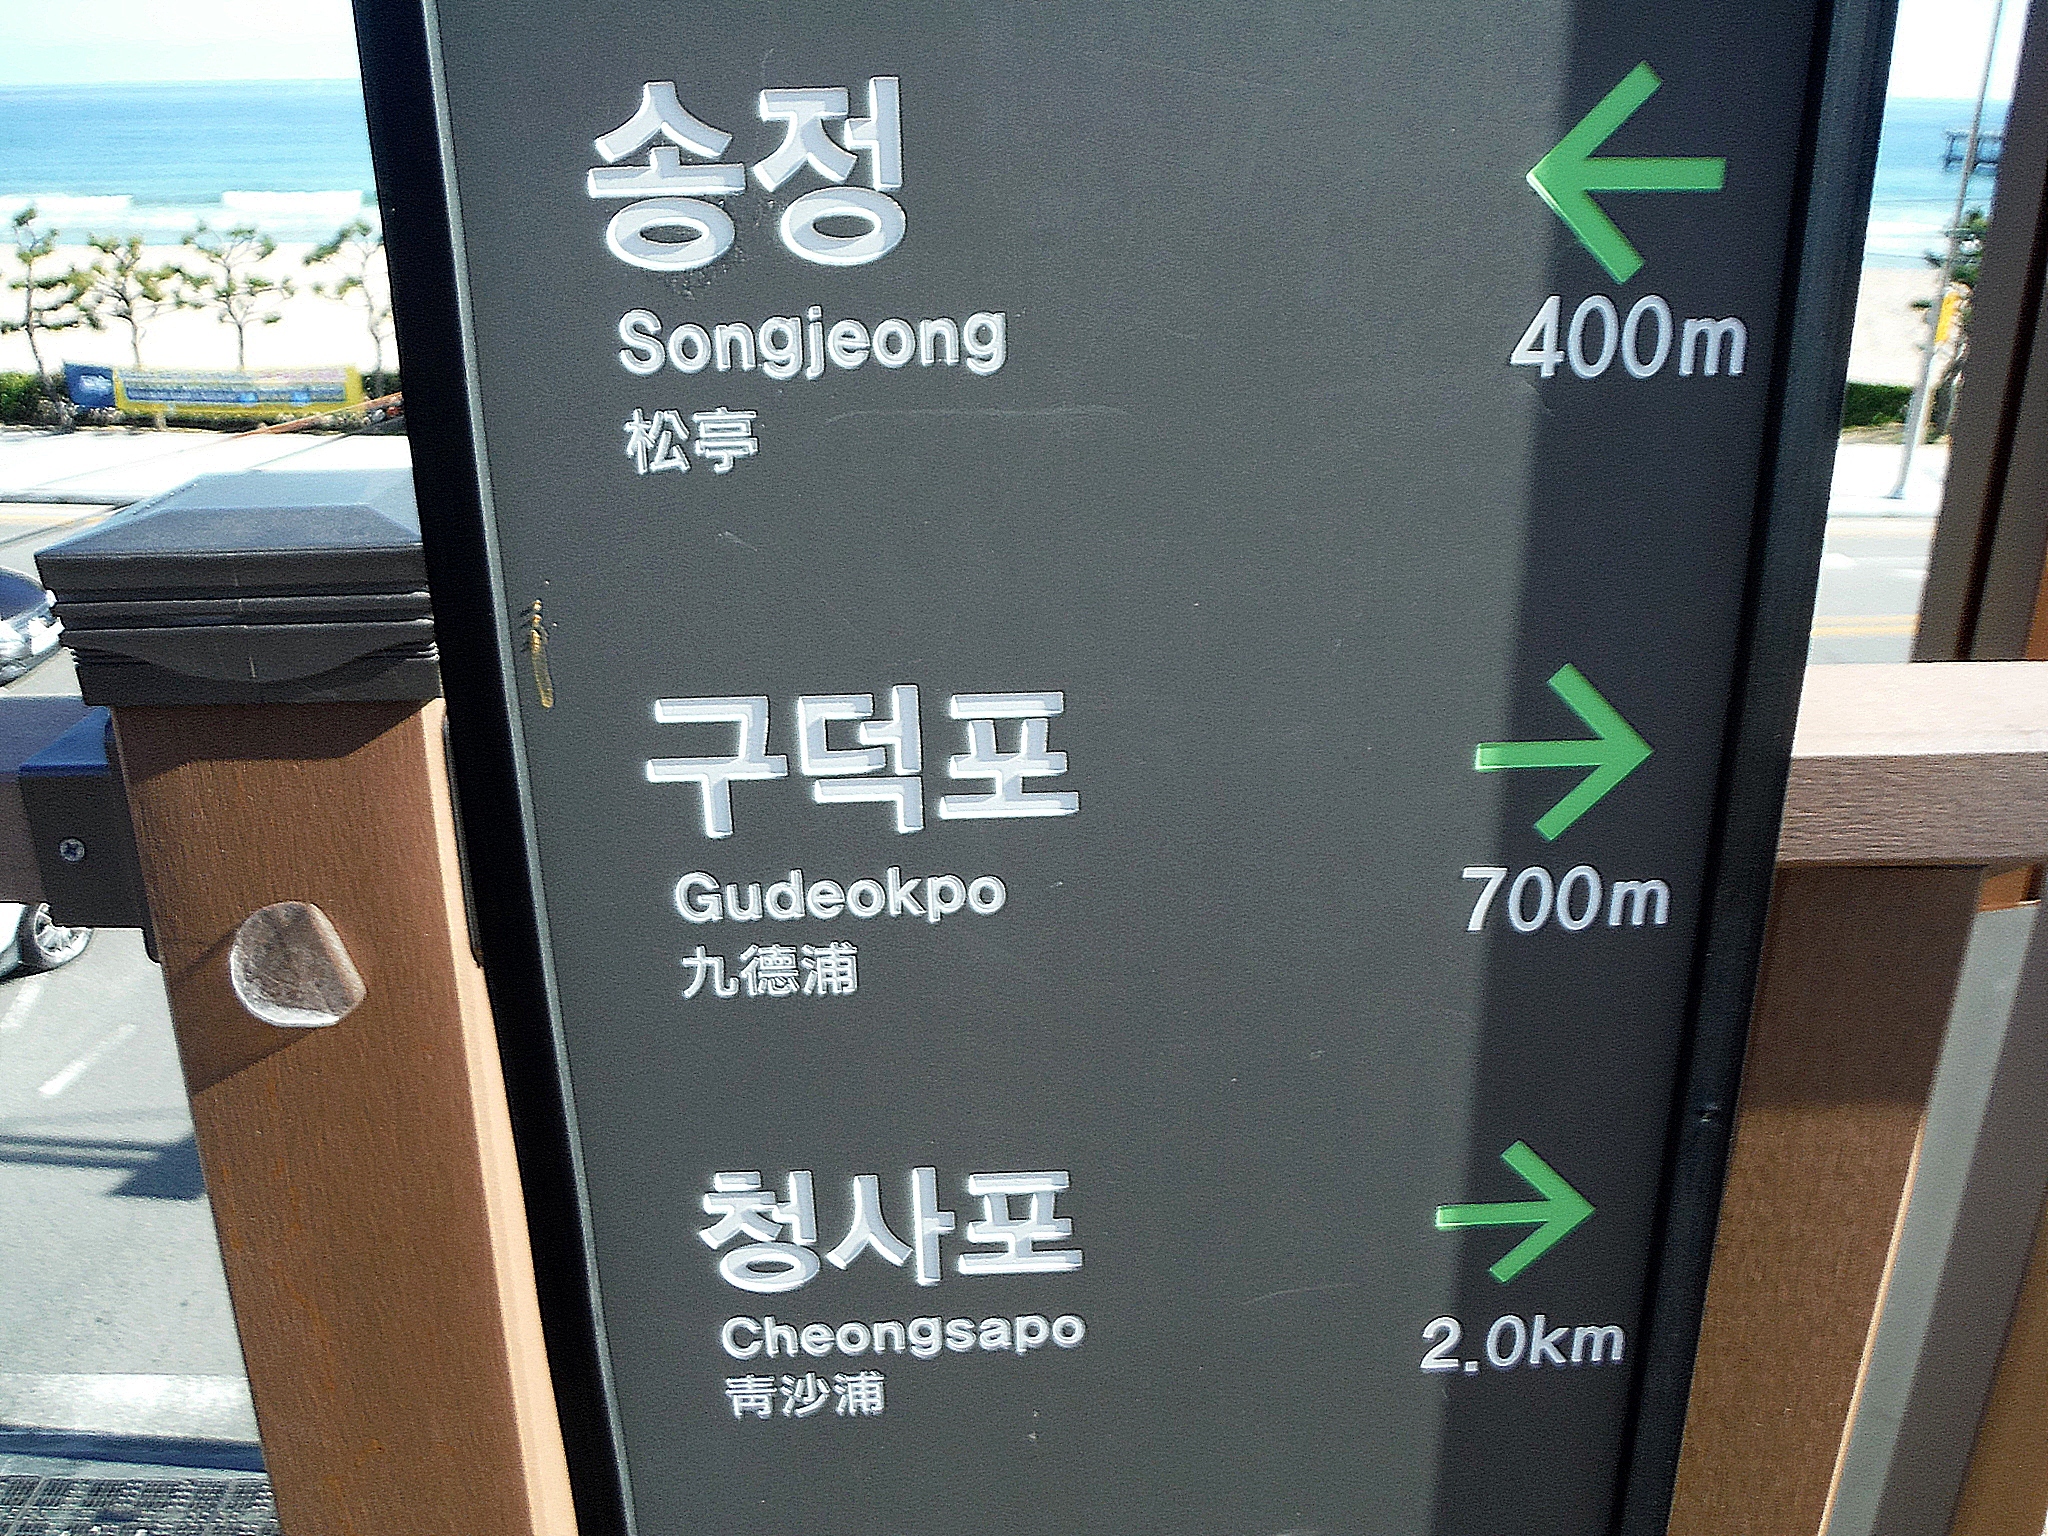 송정
Songjeong
400m
松亭
구덕포
Gudeokpo
700m
九德浦
청사포
Cheongsapo
2.0km
靑沙浦